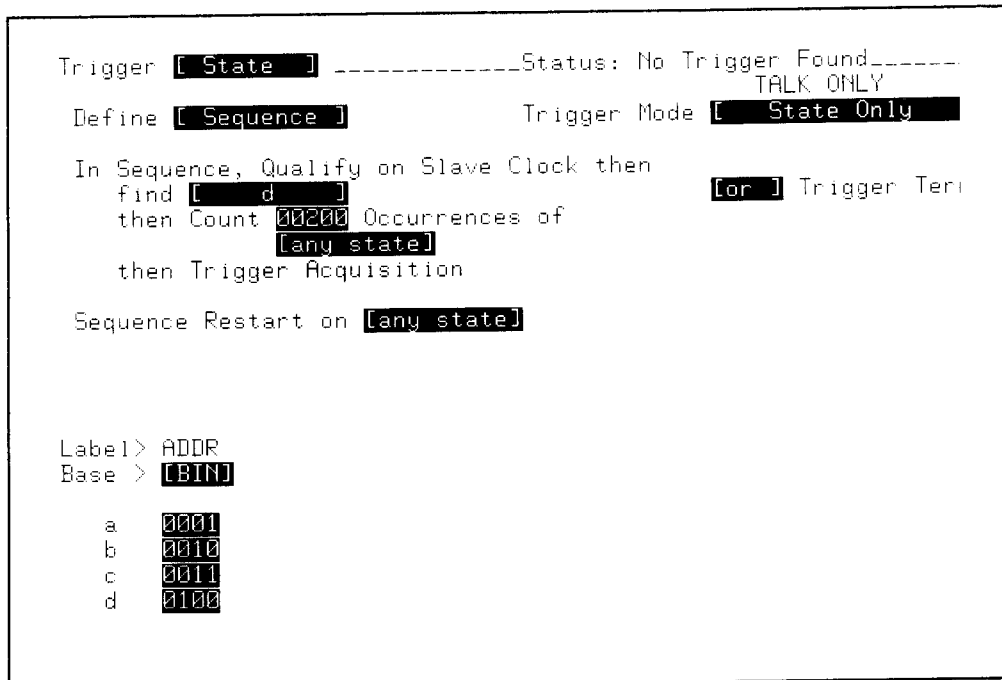 Trigger [ State ] _____________Status: No Trigger Found______
TALK ONLY
Define [ Sequence ] Trigger Mode [ State Only
In Sequence, Qualify on Slave Clock then
find [ d ] [or ] Trigger Ter
then Count 00200 Occurrences of
[any state]
then Trigger Acquisition
Sequence Restart on [any state]
Label> ADDR
Base > [BIN]
a 0001
b 0010
c 0011
d 0100